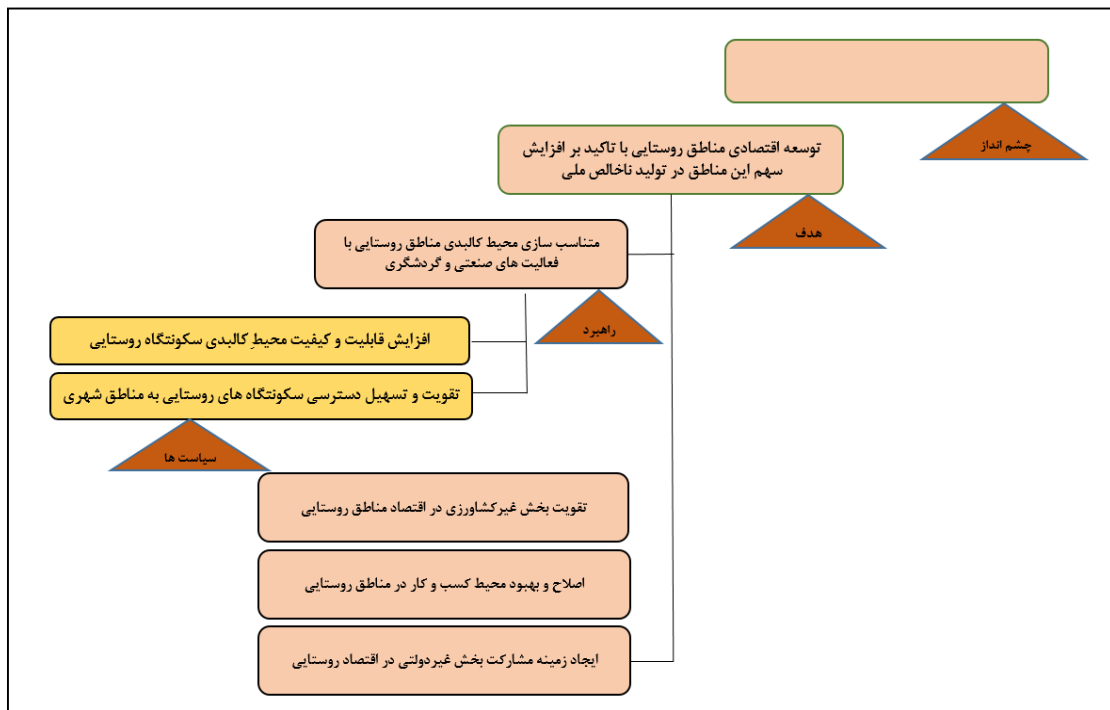 چشم انداز
توسعه اقتصادی مناطق روستایی با تاکید بر افزایش
سهم این مناطق در تولید ناخالص ملی
هدف
متناسب سازی محیط کالبدی مناطق روستایی با
فعالیت های صنعتی و گردشگری
راهبرد
افزایش قابلیت و کیفیت محیطِ کالبدی سکونتگاه روستایی
تقویت و تسهیل دسترسی سکونتگاه های روستایی به مناطق شهری
سیاست ها
تقویت بخش غیرکشاورزی در اقتصاد مناطق روستایی
اصلاح و بهبود محیط کسب و کار در مناطق روستایی
ایجاد زمینه مشارکت بخش غیردولتی در اقتصاد روستایی